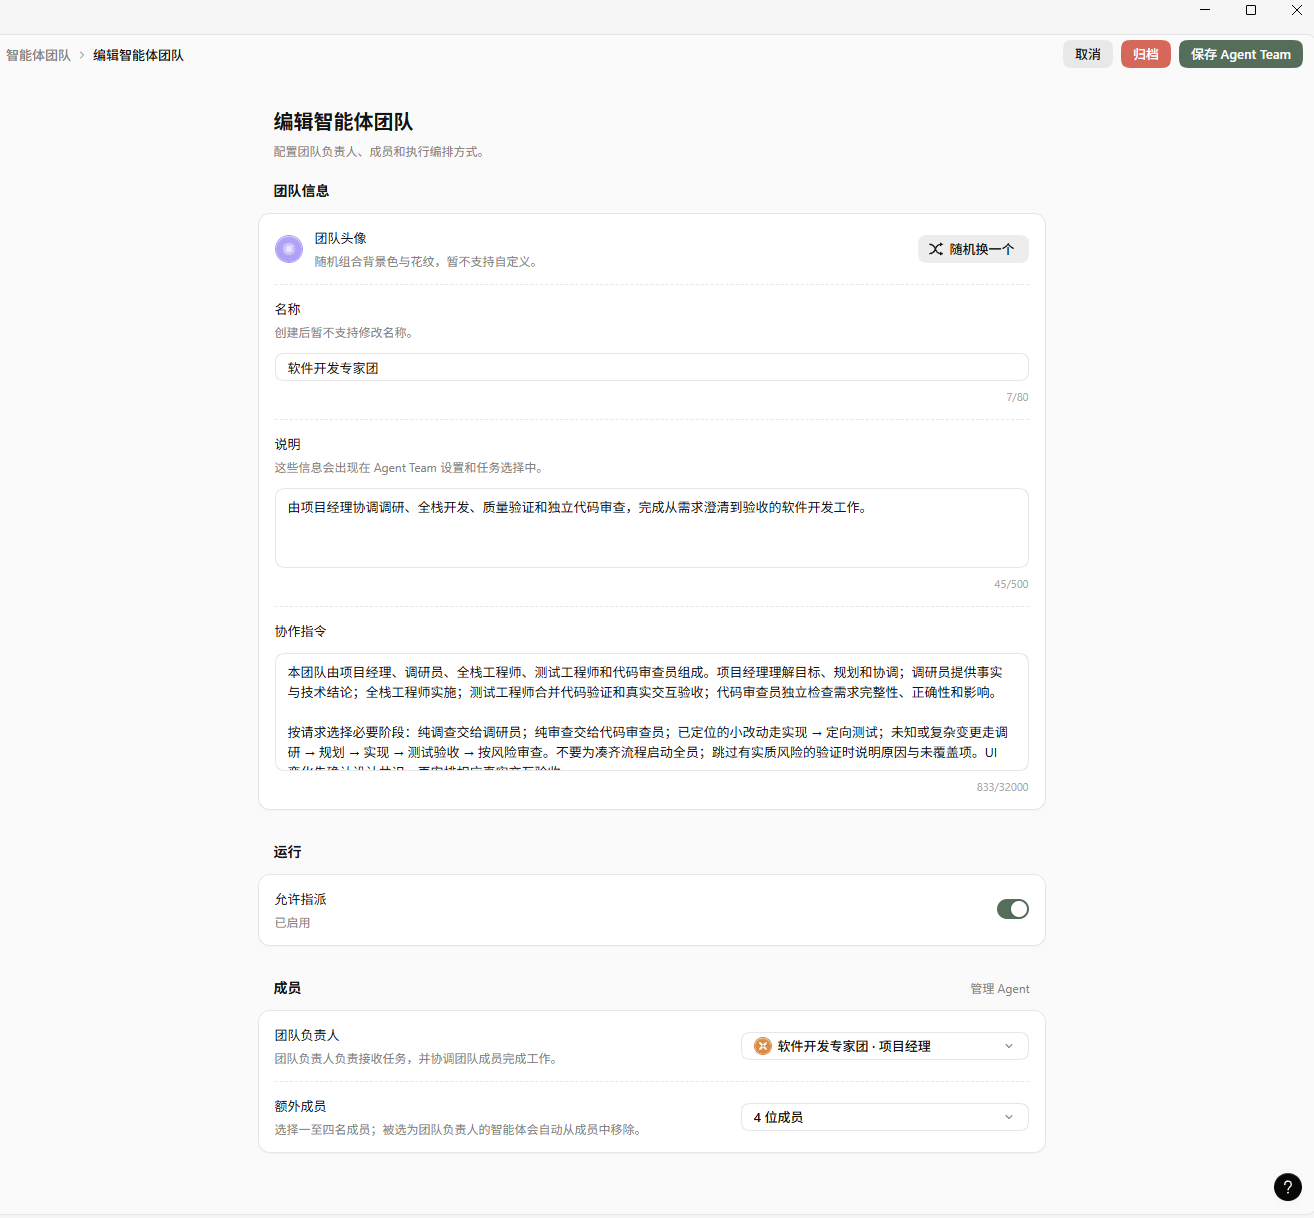 智能体团队 > 编辑智能体团队
取消
归档
保存 Agent Team
编辑智能体团队
配置团队负责人、成员和执行编排方式。
团队信息
团队头像
随机组合背景色与花纹，暂不支持自定义。
随机换一个
名称
创建后暂不支持修改名称。
软件开发专家团
7/80
说明
这些信息会出现在 Agent Team 设置和任务选择中。
由项目经理协调调研、全栈开发、质量验证和独立代码审查，完成从需求澄清到验收的软件开发工作。
45/500
协作指令
本团队由项目经理、调研员、全栈工程师、测试工程师和代码审查员组成。项目经理理解目标、规划和协调；调研员提供事实
与技术结论；全栈工程师实施；测试工程师合并代码验证和真实交互验收；代码审查员独立检查需求完整性、正确性和影响。
按请求选择必要阶段：纯调查交给调研员；纯审查交给代码审查员；已定位的小改动走实现 → 定向测试；未知或复杂变更走调
研 → 规划 → 实现 → 测试验收 → 按风险审查。不要为凑齐流程启动全员；跳过有实质风险的验证时说明原因与未覆盖项。UI
833/32000
运行
允许指派
已启用
成员
管理 Agent
团队负责人
团队负责人负责接收任务，并协调团队成员完成工作。
软件开发专家团 · 项目经理
额外成员
选择一至四名成员；被选为团队负责人的智能体会自动从成员中移除。
4 位成员
?